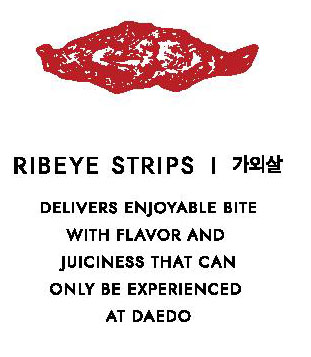 RIBEYE STRIPS | 가외살
DELIVERS ENJOYABLE BITE
WITH FLAVOR AND
JUICINESS THAT CAN
ONLY BE EXPERIENCED
AT DAEDO